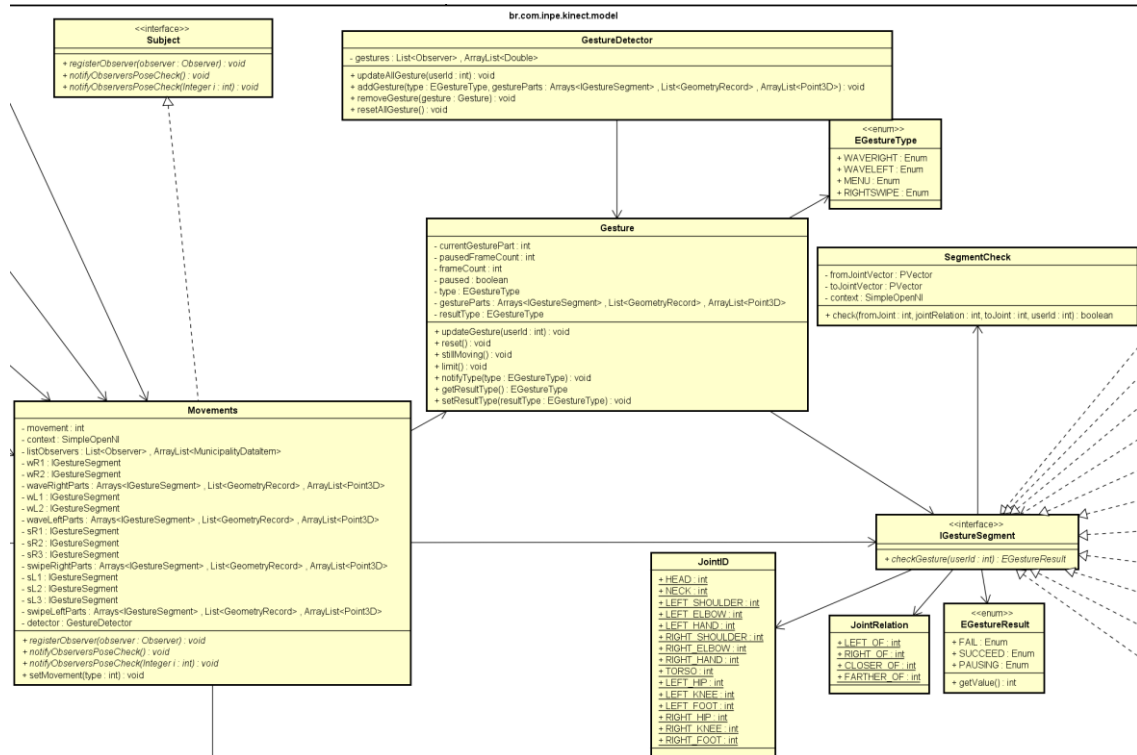 br.com.inpe.kinect.model
<<interface>>
Subject
+ registerObserver(observer : Observer) : void
+ notifyObserversPoseCheck() : void
+ notifyObserversPoseCheck(Integer i : int) : void
GestureDetector
- gestures : List<Observer> , ArrayList<Double>
+ updateAllGesture(userId : int) : void
+ addGesture(type : EGestureType, gestureParts : Arrays<IGestureSegment> , List<GeometryRecord> , ArrayList<Point3D>) : void
+ removeGesture(gesture : Gesture) : void
+ resetAllGesture() : void
<<enum>>
EGestureType
+ WAVERIGHT : Enum
+ WAVELEFT : Enum
+ MENU : Enum
+ RIGHTSWIPE : Enum
Gesture
- currentGesturePart : int
- pausedFrameCount : int
- frameCount : int
- paused : boolean
- type : EGestureType
- gestureParts : Arrays<IGestureSegment> , List<GeometryRecord> , ArrayList<Point3D>
- resultType : EGestureType
+ updateGesture(userId : int) : void
+ reset() : void
+ stillMoving() : void
+ limit() : void
+ notifyType(type : EGestureType) : void
+ getResultType() : EGestureType
+ setResultType(resultType : EGestureType) : void
SegmentCheck
- fromJointVector : PVector
- toJointVector : PVector
- context : SimpleOpenNI
+ check(fromJoint : int, jointRelation : int, toJoint : int, userId : int) : boolean
Movements
- movement : int
- context : SimpleOpenNI
- listObservers : List<Observer> , ArrayList<MunicipalityDataItem>
- wR1 : IGestureSegment
- wR2 : IGestureSegment
- waveRightParts : Arrays<IGestureSegment> , List<GeometryRecord> , ArrayList<Point3D>
- wL1 : IGestureSegment
- wL2 : IGestureSegment
- waveLeftParts : Arrays<IGestureSegment> , List<GeometryRecord> , ArrayList<Point3D>
- sR1 : IGestureSegment
- sR2 : IGestureSegment
- sR3 : IGestureSegment
- swipeRightParts : Arrays<IGestureSegment> , List<GeometryRecord> , ArrayList<Point3D>
- sL1 : IGestureSegment
- sL2 : IGestureSegment
- sL3 : IGestureSegment
- swipeLeftParts : Arrays<IGestureSegment> , List<GeometryRecord> , ArrayList<Point3D>
- detector : GestureDetector
+ registerObserver(observer : Observer) : void
+ notifyObserversPoseCheck() : void
+ notifyObserversPoseCheck(Integer i : int) : void
+ setMovement(type : int) : void
<<interface>>
IGestureSegment
+ checkGesture(userId : int) : EGestureResult
JointID
+ HEAD : int
+ NECK : int
+ LEFT_SHOULDER : int
+ LEFT_ELBOW : int
+ LEFT_HAND : int
+ RIGHT_SHOULDER : int
+ RIGHT_ELBOW : int
+ RIGHT_HAND : int
+ TORSO : int
+ LEFT_HIP : int
+ LEFT_KNEE : int
+ LEFT_FOOT : int
+ RIGHT_HIP : int
+ RIGHT_KNEE : int
+ RIGHT_FOOT : int
JointRelation
+ LEFT_OF : int
+ RIGHT_OF : int
+ CLOSER_OF : int
+ FARTHER_OF : int
<<enum>>
EGestureResult
+ FAIL : Enum
+ SUCCEED : Enum
+ PAUSING : Enum
+ getValue() : int